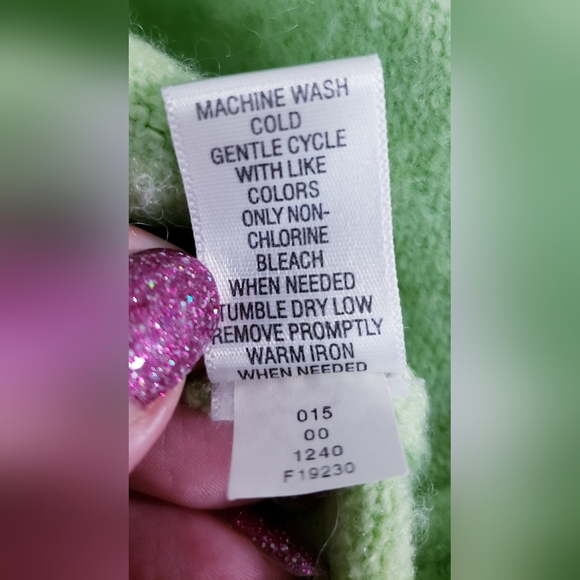 MACHINE WASH
COLD
GENTLE CYCLE
WITH LIKE
COLORS
ONLY NON-
CHLORINE
BLEACH
WHEN NEEDED
TUMBLE DRY LOW
REMOVE PROMPTLY
WARM IRON
WHEN NEEDED
015
00
1240
F19230